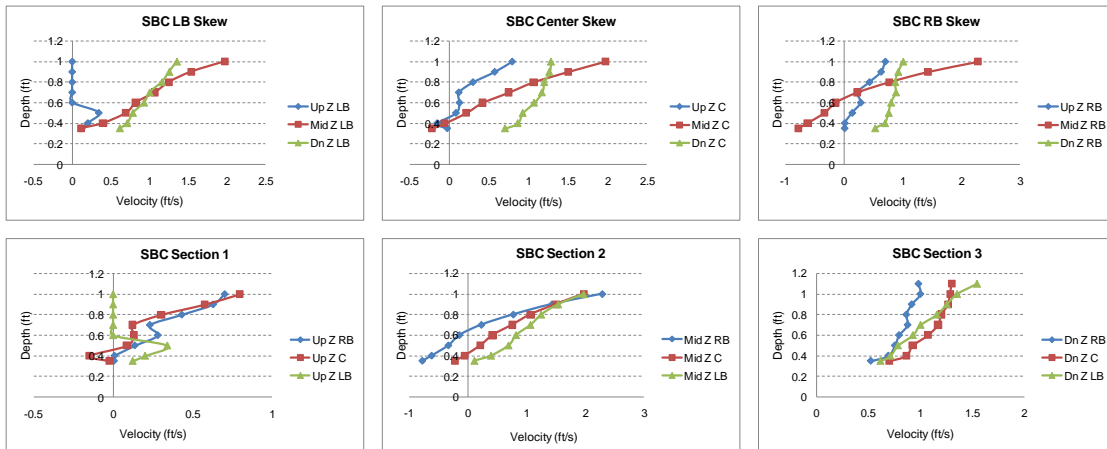 SBC LB Skew
1.2
1
0.8
0.6
0.4
0.2
0
Depth (ft)
-0.5 0 0.5 1 1.5 2 2.5
Velocity (ft/s)
Up Z LB
Mid Z LB
Dn Z LB
SBC Center Skew
1.2
1
0.8
0.6
0.4
0.2
0
Depth (ft)
-0.5 0 0.5 1 1.5 2 2.5
Velocity (ft/s)
Up Z C
Mid Z C
Dn Z C
SBC RB Skew
1.2
1
0.8
0.6
0.4
0.2
0
Depth (ft)
-1 0 1 2 3
Velocity (ft/s)
Up Z RB
Mid Z RB
Dn Z RB
SBC Section 1
1.2
1
0.8
0.6
0.4
0.2
0
Depth (ft)
-0.5 0 0.5 1
Velocity (ft/s)
Up Z RB
Up Z C
Up Z LB
SBC Section 2
1.2
1
0.8
0.6
0.4
0.2
0
Depth (ft)
-1 0 1 2 3
Velocity (ft/s)
Mid Z RB
Mid Z C
Mid Z LB
SBC Section 3
1.2
1
0.8
0.6
0.4
0.2
0
Depth (ft)
0 0.5 1 1.5 2
Velocity (ft/s)
Dn Z RB
Dn Z C
Dn Z LB